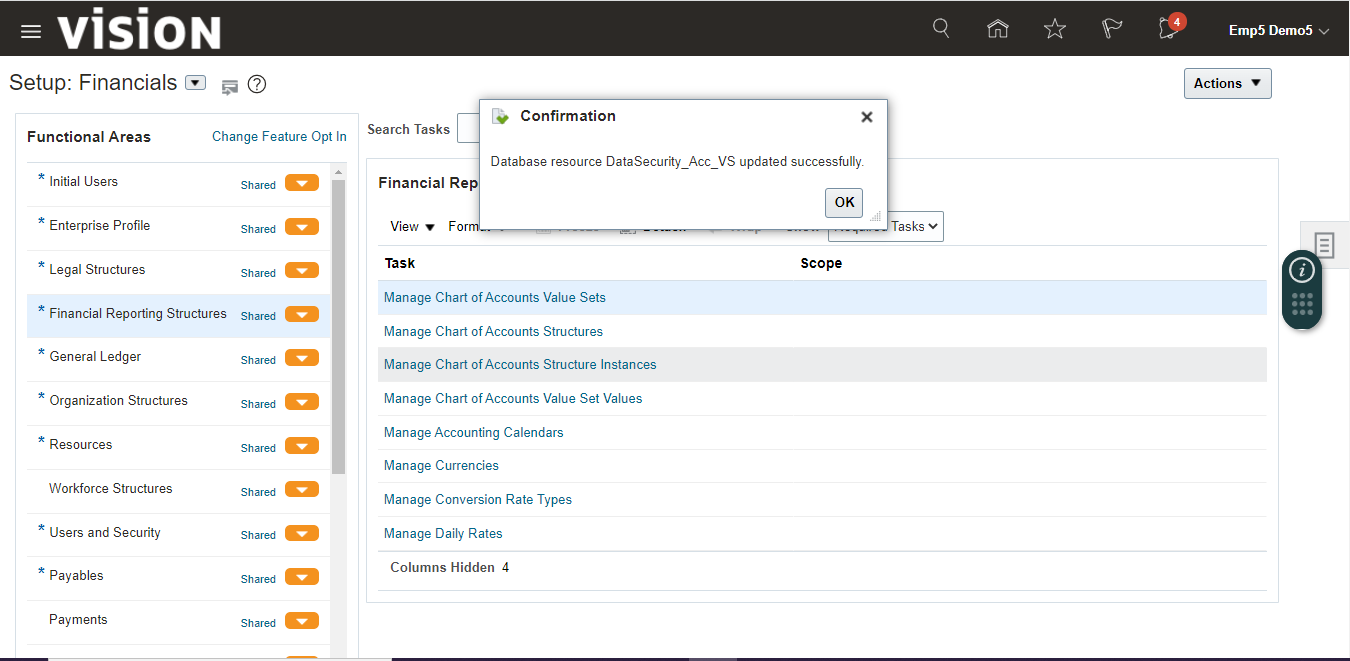 VISION
4
Emp5 Demo5
Setup: Financials
Actions
Functional Areas
Change Feature Opt In
* Initial Users Shared
* Enterprise Profile Shared
* Legal Structures Shared
* Financial Reporting Structures Shared
* General Ledger Shared
* Organization Structures Shared
* Resources Shared
Workforce Structures Shared
* Users and Security Shared
* Payables Shared
Payments Shared
Search Tasks
Confirmation
Database resource DataSecurity_Acc_VS updated successfully.
OK
Financial Rep
View Format Tasks
Task Scope
Manage Chart of Accounts Value Sets
Manage Chart of Accounts Structures
Manage Chart of Accounts Structure Instances
Manage Chart of Accounts Value Set Values
Manage Accounting Calendars
Manage Currencies
Manage Conversion Rate Types
Manage Daily Rates
Columns Hidden 4